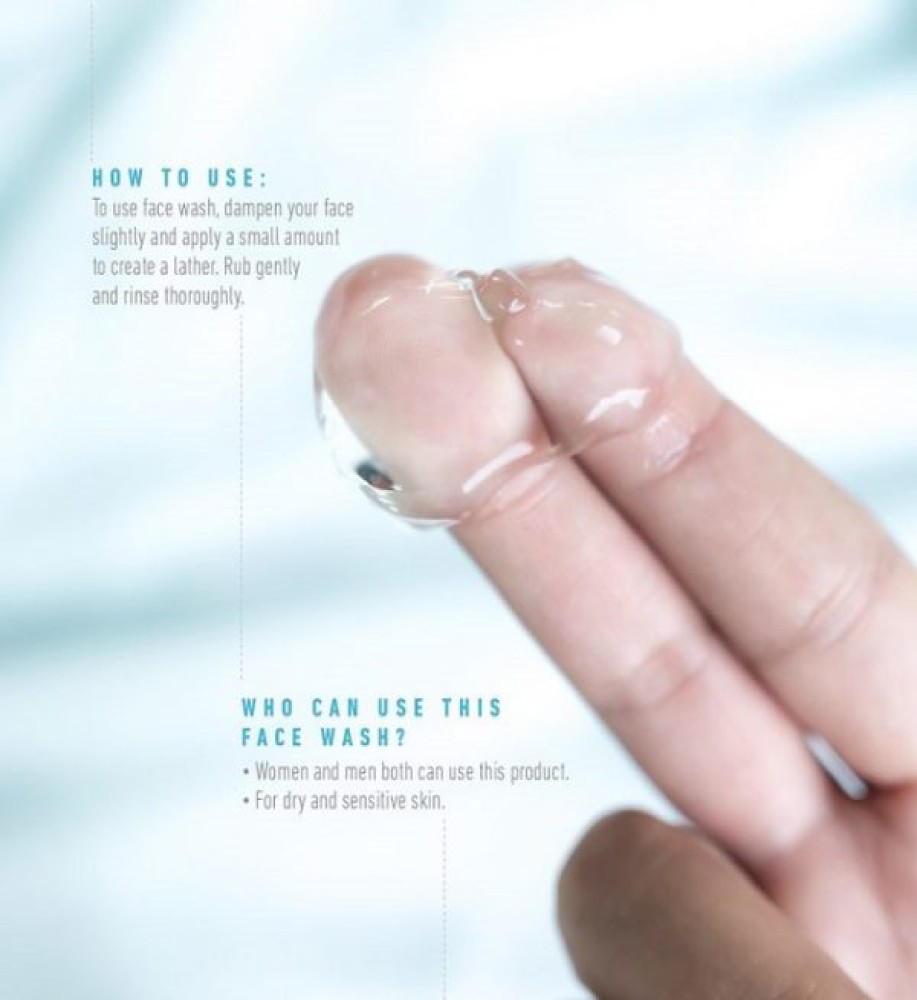 HOW TO USE:
To use face wash, dampen your face
slightly and apply a small amount
to create a lather. Rub gently
and rinse thoroughly.
WHO CAN USE THIS
FACE WASH?
• Women and men both can use this product.
• For dry and sensitive skin.